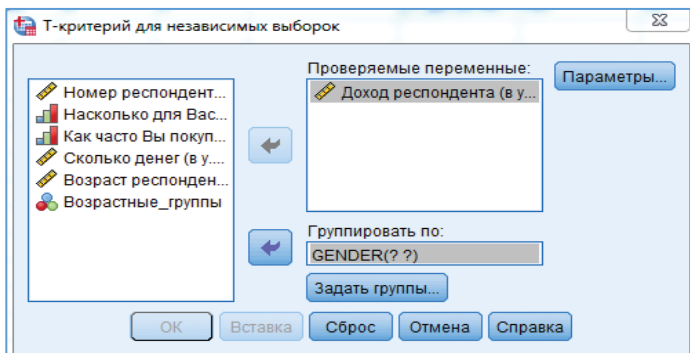 Т-критерий для независимых выборок
Номер респондент...
Насколько для Вас...
Как часто Вы покуп...
Сколько денег (в у....
Возраст респонден...
Возрастные_группы
Проверяемые переменные:
Доход респондента (в у...
Параметры...
Группировать по:
GENDER(? ?)
Задать группы...
ОК
Вставка
Сброс
Отмена
Справка